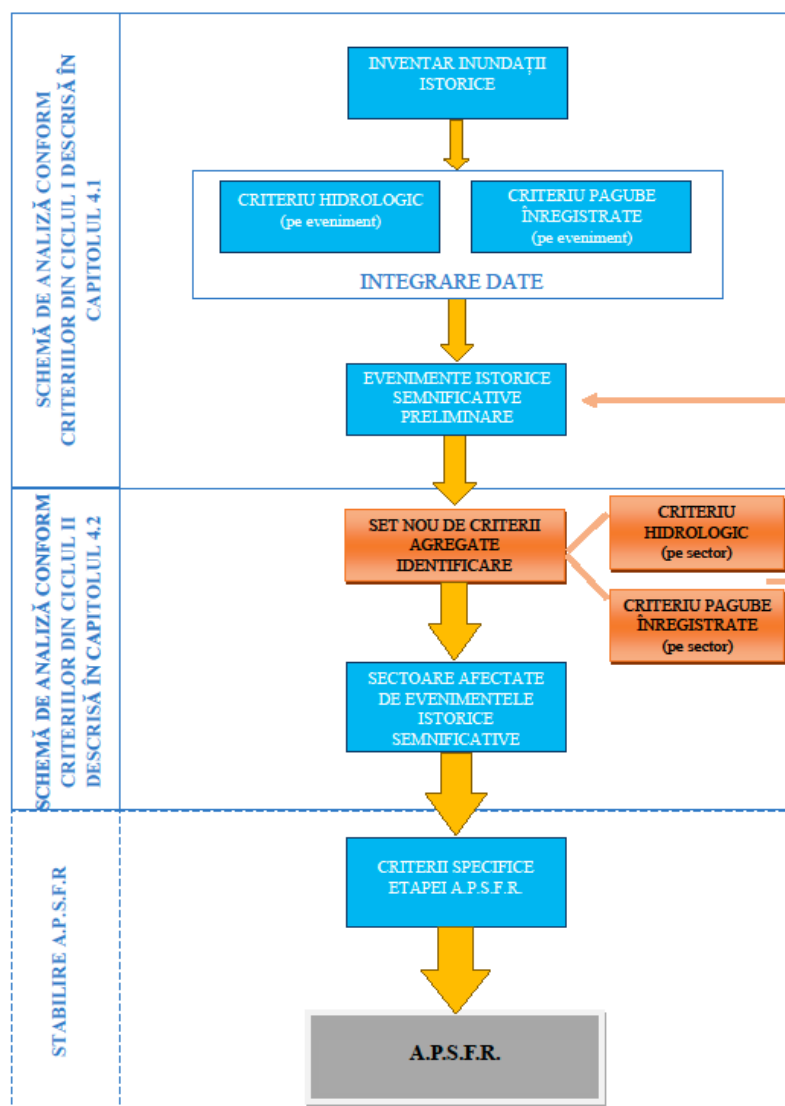 SCHEMĂ DE ANALIZĂ CONFORM
CRITERIILOR DIN CICLUL I DESCRISĂ ÎN
CAPITOLUL 4.1
INVENTAR INUNDAȚII
ISTORICE
CRITERIU HIDROLOGIC
(pe eveniment)
CRITERIU PAGUBE
ÎNREGISTRATE
(pe eveniment)
INTEGRARE DATE
EVENIMENTE ISTORICE
SEMNIFICATIVE
PRELIMINARE
SCHEMĂ DE ANALIZĂ CONFORM
CRITERIILOR DIN CICLUL II
DESCRISĂ ÎN CAPITOLUL 4.2
SET NOU DE CRITERII
AGREGATE
IDENTIFICARE
CRITERIU
HIDROLOGIC
(pe sector)
CRITERIU PAGUBE
ÎNREGISTRATE
(pe sector)
SECTOARE AFECTATE
DE EVENIMENTELE
ISTORICE
SEMNIFICATIVE
STABILIRE A.P.S.F.R
CRITERII SPECIFICE
ETAPEI A.P.S.F.R.
A.P.S.F.R.